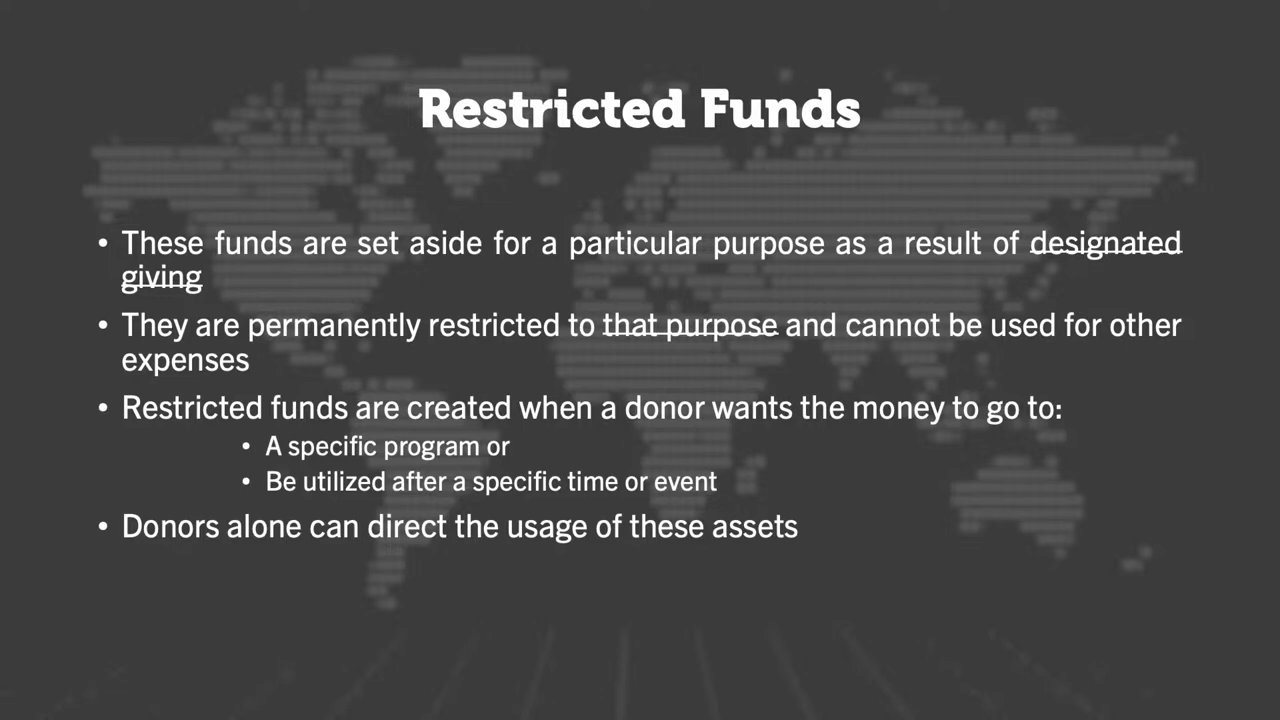 Restricted Funds
• These funds are set aside for a particular purpose as a result of designated
giving
• They are permanently restricted to that purpose and cannot be used for other
expenses
• Restricted funds are created when a donor wants the money to go to:
• A specific program or
• Be utilized after a specific time or event
• Donors alone can direct the usage of these assets